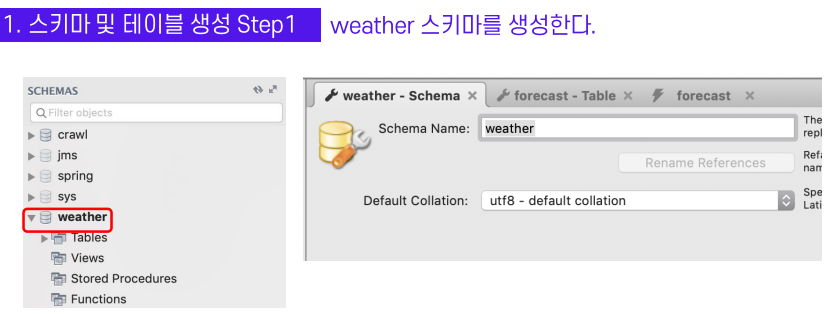 1. 스키마 및 테이블 생성 Step1 weather 스키마를 생성한다.
SCHEMAS
Filter objects
crawl
jms
spring
sys
weather
Tables
Views
Stored Procedures
Functions
weather - Schema forecast - Table forecast
Schema Name: weather
The
Rename References
Default Collation: utf8 - default collation